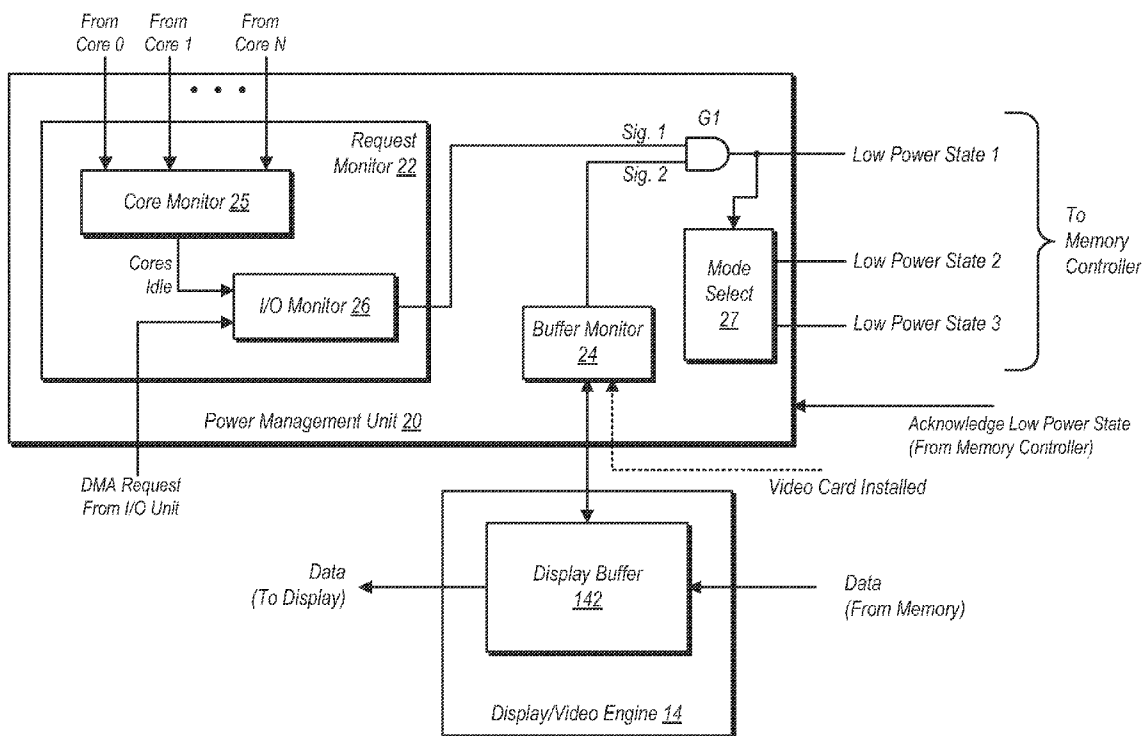 From
Core 0
From
Core 1
From
Core N
Request
Monitor 22
Core Monitor 25
Cores
Idle
I/O Monitor 26
Sig. 1
Sig. 2
G1
Low Power State 1
Mode
Select
27
Low Power State 2
Low Power State 3
To
Memory
Controller
Buffer Monitor
24
Power Management Unit 20
Acknowledge Low Power State
(From Memory Controller)
DMA Request
From I/O Unit
Video Card Installed
Data
(To Display)
Display Buffer
142
Data
(From Memory)
Display/Video Engine 14